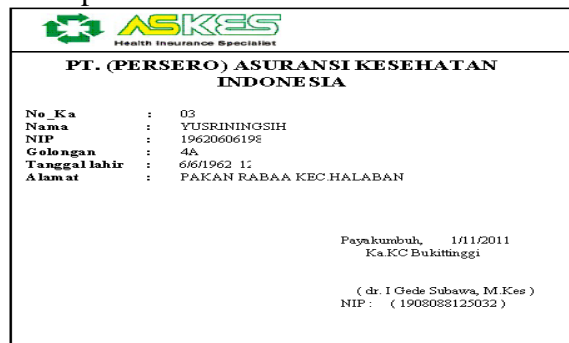 ASKES
Health Insurance Specialist
PT. (PERSERO) ASURANSI KESEHATAN
INDONESIA
No_Ka : 03
Nama : YUSRININGSIH
NIP : 19620606198
Golongan : 4A
Tanggal lahir : 6/6/1962 12
Alamat : PAKAN RABAA KEC.HALABAN
Payakumbuh, 1/11/2011
Ka.KC Bukittinggi
( dr. I Gede Subawa, M.Kes )
NIP : ( 1908088125032 )